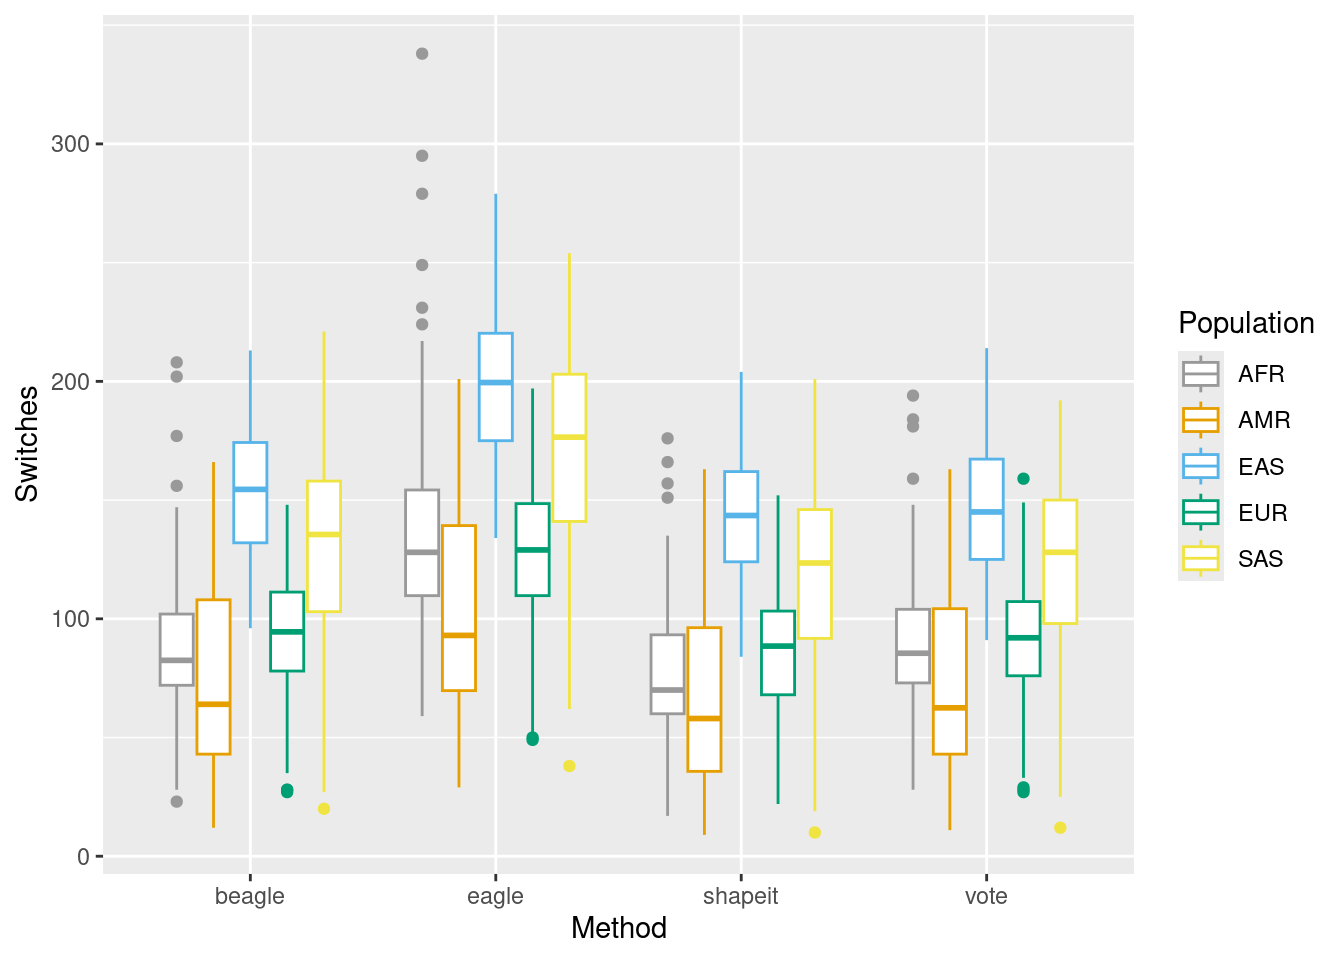 300
200
100
0
Switches
beagle
eagle
shapeit
vote
Method
Population
AFR
AMR
EAS
EUR
SAS